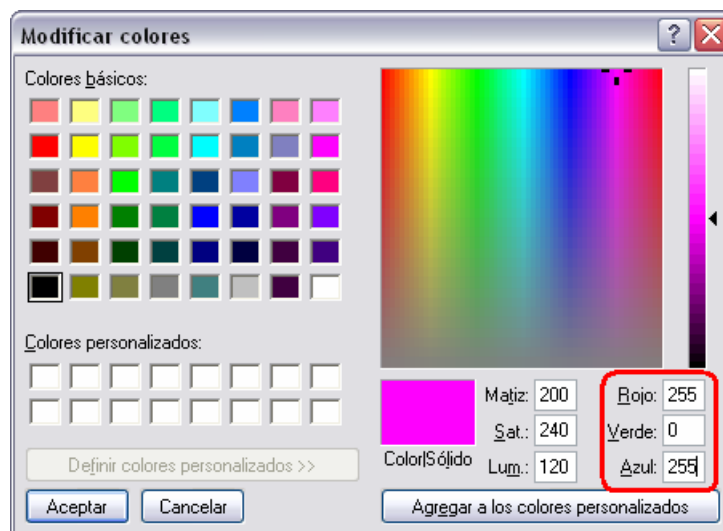 Modificar colores
Colores básicos:
Colores personalizados:
Definir colores personalizados >>
Aceptar
Cancelar
Color|Sólido
Matiz: 200
Sat.: 240
Lum.: 120
Rojo: 255
Verde: 0
Azul: 255
Agregar a los colores personalizados